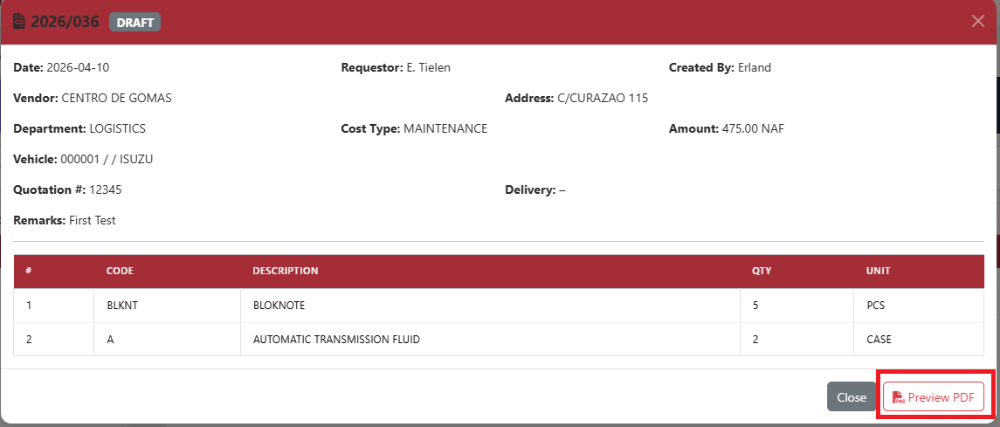 2026/036 DRAFT
Date: 2026-04-10 Requestor: E. Tielen Created By: Erland
Vendor: CENTRO DE GOMAS Address: C/CURAZAO 115
Department: LOGISTICS Cost Type: MAINTENANCE Amount: 475.00 NAF
Vehicle: 000001 / / ISUZU
Quotation #: 12345 Delivery: –
Remarks: First Test
# CODE DESCRIPTION QTY UNIT
1 BLKNT BLOKNOTE 5 PCS
2 A AUTOMATIC TRANSMISSION FLUID 2 CASE
Close Preview PDF